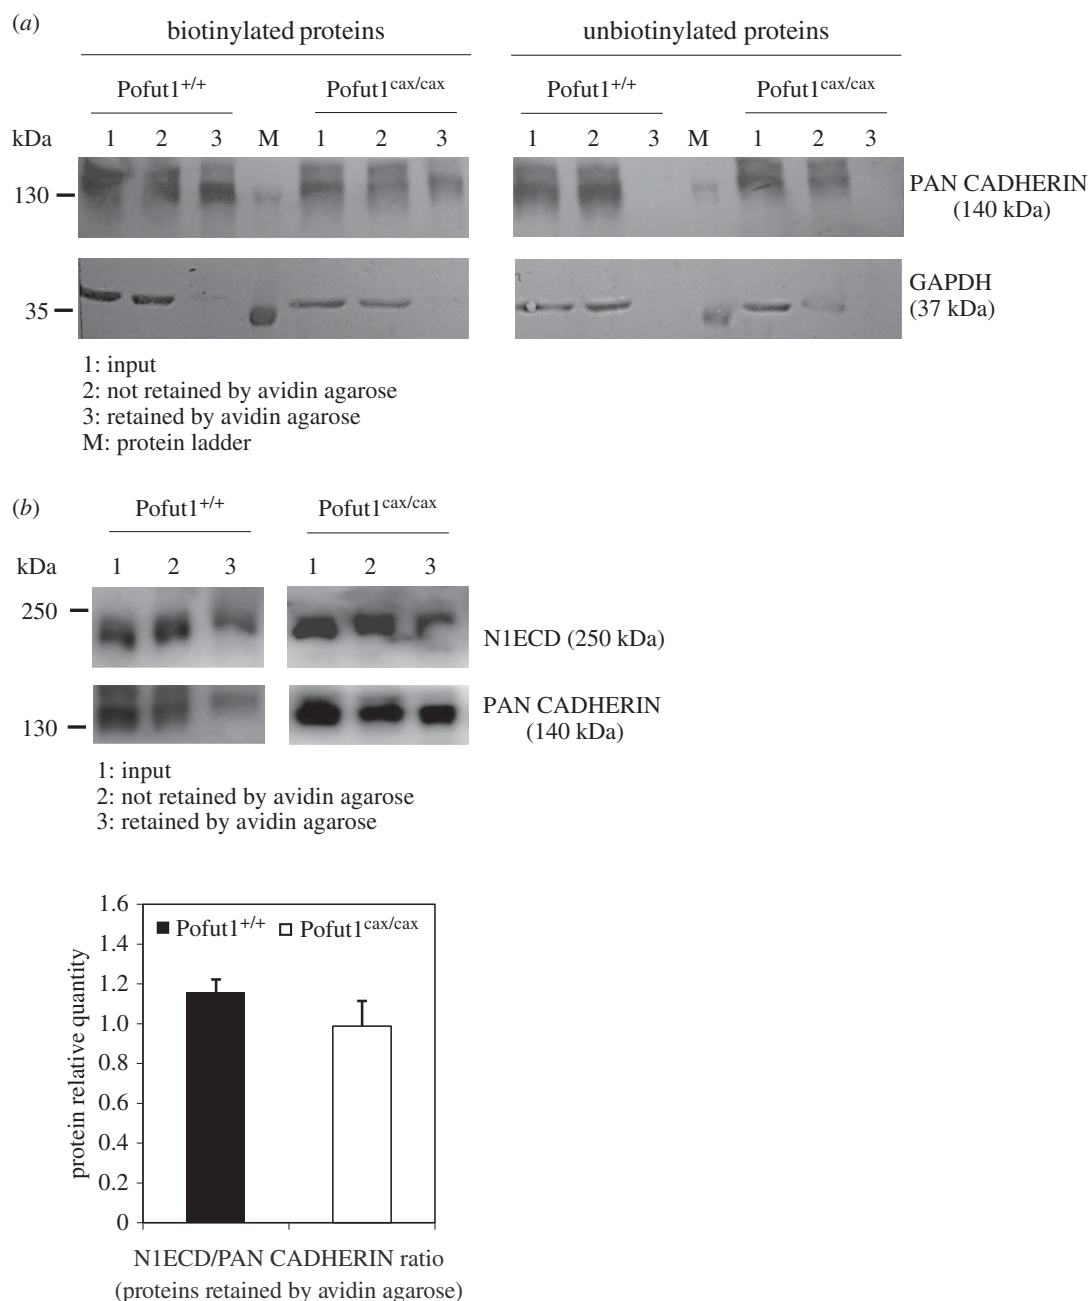 (a)
biotinylated proteins unbiotinylated proteins
Pofut1+/+ Pofut1cax/cax Pofut1+/+ Pofut1cax/cax
kDa 1 2 3 M 1 2 3 1 2 3 M 1 2 3
130 PAN CADHERIN
(140 kDa)
35 GAPDH
(37 kDa)
1: input
2: not retained by avidin agarose
3: retained by avidin agarose
M: protein ladder
(b)
Pofut1+/+ Pofut1cax/cax
kDa 1 2 3 1 2 3
250
N1ECD (250 kDa)
130 PAN CADHERIN
(140 kDa)
1: input
2: not retained by avidin agarose
3: retained by avidin agarose
1.6
Pofut1+/+ Pofut1cax/cax
1.4
1.2
1.0
0.8
0.6
0.4
0.2
0
protein relative quantity
N1ECD/PAN CADHERIN ratio
(proteins retained by avidin agarose)